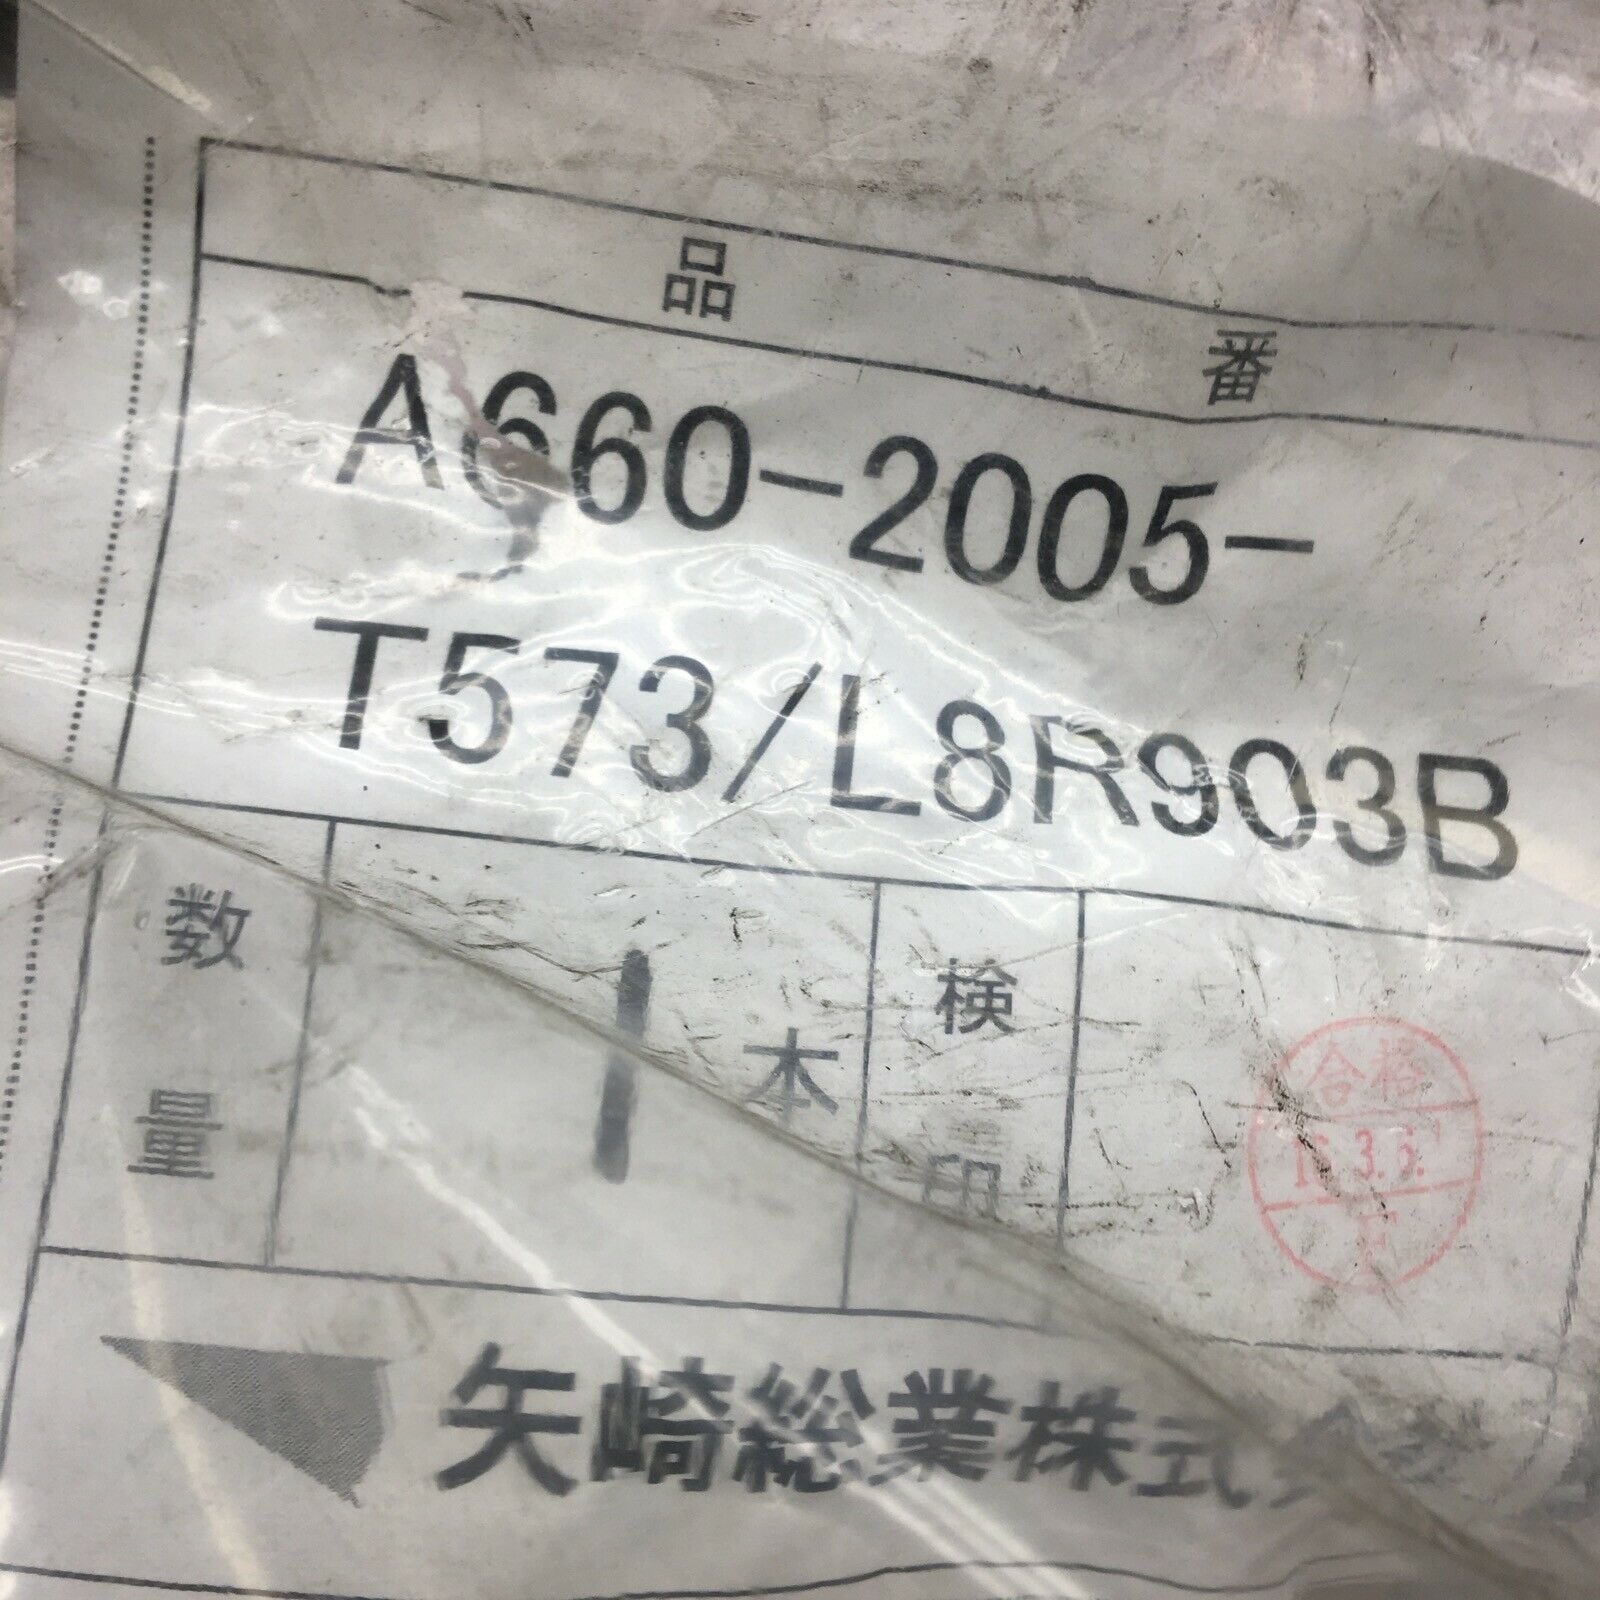 品 番
A660-2005-
T573/L8R903B
数量 1 本 検印
合格
矢崎総業株式